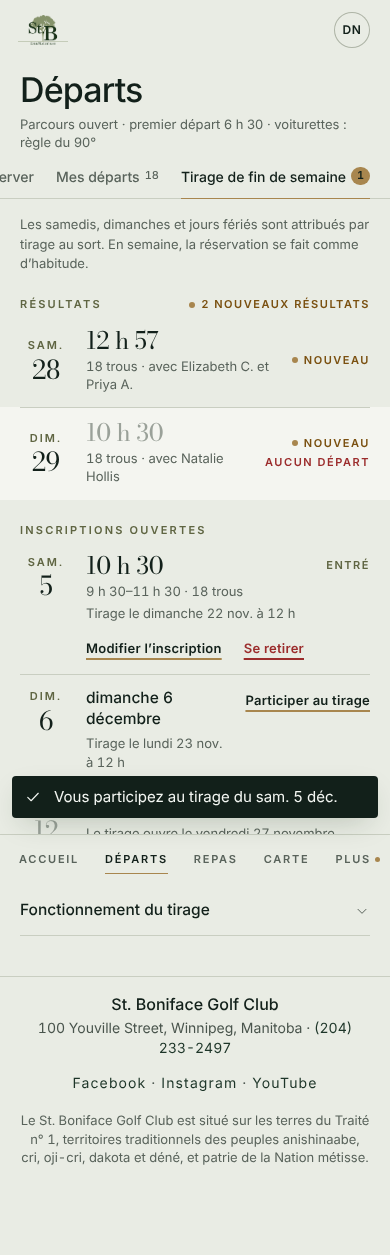 St.B
DN
Départs
Parcours ouvert · premier départ 6 h 30 · voiturettes :
règle du 90°
erver Mes départs 18 Tirage de fin de semaine 1
Les samedis, dimanches et jours fériés sont attribués par
tirage au sort. En semaine, la réservation se fait comme
d’habitude.
RÉSULTATS
2 NOUVEAUX RÉSULTATS
SAM.
28
12 h 57
18 trous · avec Elizabeth C. et
Priya A.
NOUVEAU
DIM.
29
10 h 30
18 trous · avec Natalie
Hollis
NOUVEAU
AUCUN DÉPART
INSCRIPTIONS OUVERTES
SAM.
5
10 h 30
9 h 30–11 h 30 · 18 trous
Tirage le dimanche 22 nov. à 12 h
ENTRÉ
Modifier l’inscription
Se retirer
DIM.
6
dimanche 6
décembre
Tirage le lundi 23 nov.
à 12 h
Participer au tirage
Vous participez au tirage du sam. 5 déc.
12
Le tirage ouvre le vendredi 27 novembre
ACCUEIL DÉPARTS REPAS CARTE PLUS
Fonctionnement du tirage
St. Boniface Golf Club
100 Youville Street, Winnipeg, Manitoba · (204)
233-2497
Facebook · Instagram · YouTube
Le St. Boniface Golf Club est situé sur les terres du Traité
n° 1, territoires traditionnels des peuples anishinaabe,
cri, oji-cri, dakota et déné, et patrie de la Nation métisse.